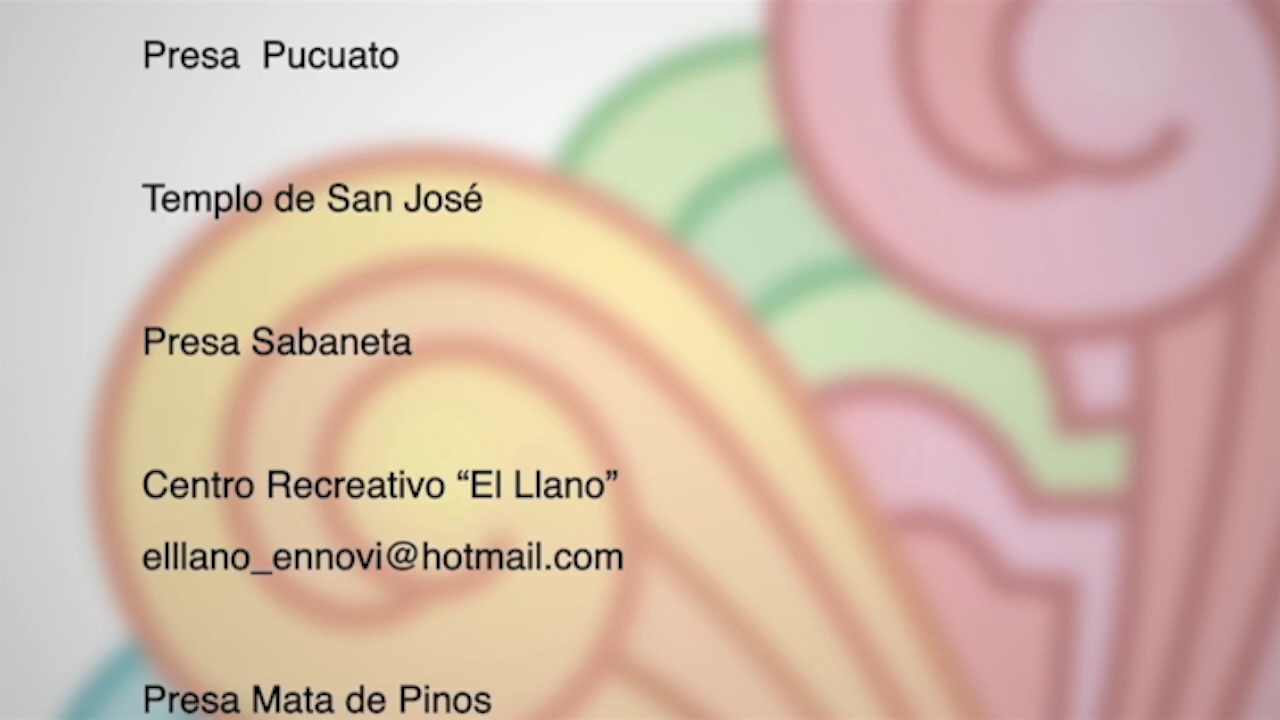 Presa  Pucuato
Templo de San José
Presa Sabaneta
Centro Recreativo “El Llano”
elllano_ennovi@hotmail.com
Presa Mata de Pinos